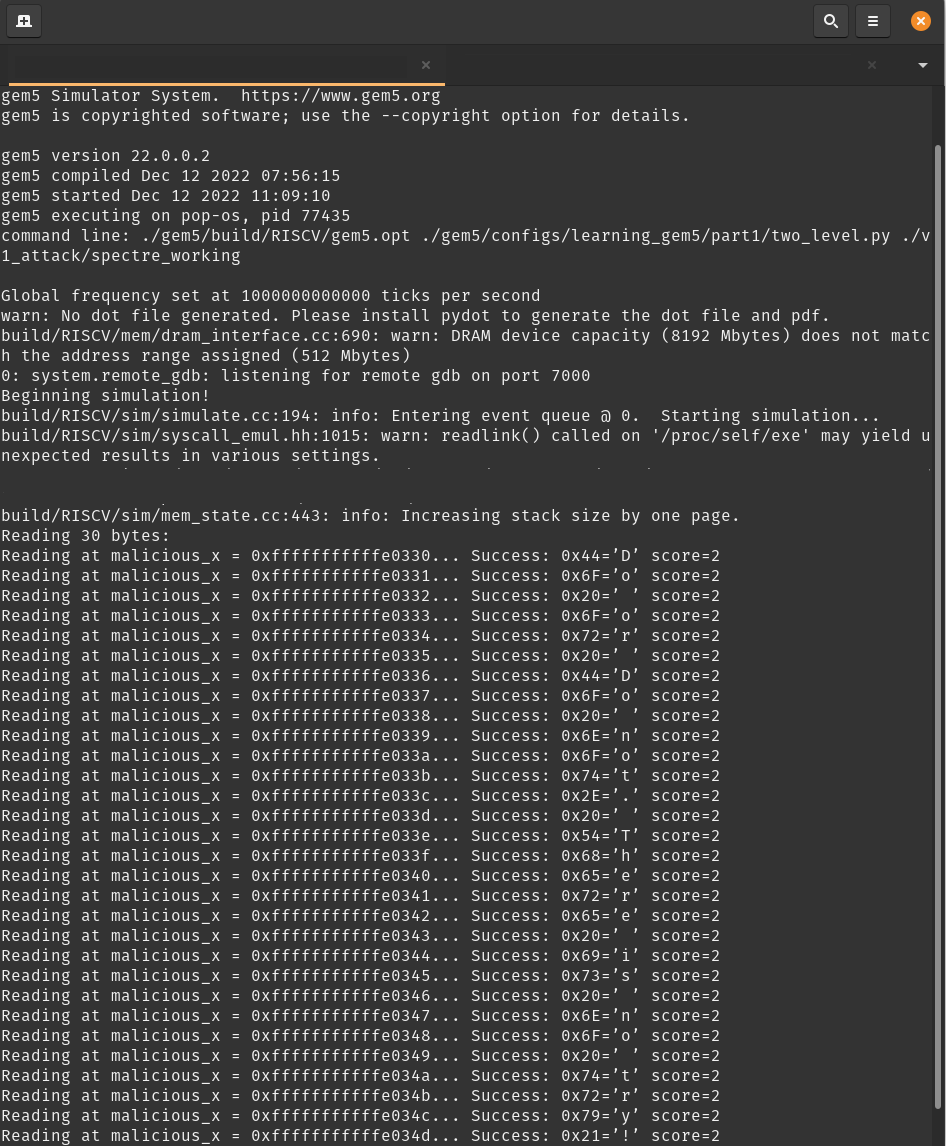 gem5 Simulator System.  https://www.gem5.org
gem5 is copyrighted software; use the --copyright option for details.
gem5 version 22.0.0.2
gem5 compiled Dec 12 2022 07:56:15
gem5 started Dec 12 2022 11:09:10
gem5 executing on pop-os, pid 77435
command line: ./gem5/build/RISCV/gem5.opt ./gem5/configs/learning_gem5/part1/two_level.py ./v
1_attack/spectre_working
Global frequency set at 1000000000000 ticks per second
warn: No dot file generated. Please install pydot to generate the dot file and pdf.
build/RISCV/mem/dram_interface.cc:690: warn: DRAM device capacity (8192 Mbytes) does not matc
h the address range assigned (512 Mbytes)
0: system.remote_gdb: listening for remote gdb on port 7000
Beginning simulation!
build/RISCV/sim/simulate.cc:194: info: Entering event queue @ 0.  Starting simulation...
build/RISCV/sim/syscall_emul.hh:1015: warn: readlink() called on '/proc/self/exe' may yield u
nexpected results in various settings.
build/RISCV/sim/mem_state.cc:443: info: Increasing stack size by one page.
Reading 30 bytes:
Reading at malicious_x = 0xfffffffffffe0330... Success: 0x44=’D’ score=2
Reading at malicious_x = 0xfffffffffffe0331... Success: 0x6F=’o’ score=2
Reading at malicious_x = 0xfffffffffffe0332... Success: 0x20=’ ’ score=2
Reading at malicious_x = 0xfffffffffffe0333... Success: 0x6F=’o’ score=2
Reading at malicious_x = 0xfffffffffffe0334... Success: 0x72=’r’ score=2
Reading at malicious_x = 0xfffffffffffe0335... Success: 0x20=’ ’ score=2
Reading at malicious_x = 0xfffffffffffe0336... Success: 0x44=’D’ score=2
Reading at malicious_x = 0xfffffffffffe0337... Success: 0x6F=’o’ score=2
Reading at malicious_x = 0xfffffffffffe0338... Success: 0x20=’ ’ score=2
Reading at malicious_x = 0xfffffffffffe0339... Success: 0x6E=’n’ score=2
Reading at malicious_x = 0xfffffffffffe033a... Success: 0x6F=’o’ score=2
Reading at malicious_x = 0xfffffffffffe033b... Success: 0x74=’t’ score=2
Reading at malicious_x = 0xfffffffffffe033c... Success: 0x2E=’.’ score=2
Reading at malicious_x = 0xfffffffffffe033d... Success: 0x20=’ ’ score=2
Reading at malicious_x = 0xfffffffffffe033e... Success: 0x54=’T’ score=2
Reading at malicious_x = 0xfffffffffffe033f... Success: 0x68=’h’ score=2
Reading at malicious_x = 0xfffffffffffe0340... Success: 0x65=’e’ score=2
Reading at malicious_x = 0xfffffffffffe0341... Success: 0x72=’r’ score=2
Reading at malicious_x = 0xfffffffffffe0342... Success: 0x65=’e’ score=2
Reading at malicious_x = 0xfffffffffffe0343... Success: 0x20=’ ’ score=2
Reading at malicious_x = 0xfffffffffffe0344... Success: 0x69=’i’ score=2
Reading at malicious_x = 0xfffffffffffe0345... Success: 0x73=’s’ score=2
Reading at malicious_x = 0xfffffffffffe0346... Success: 0x20=’ ’ score=2
Reading at malicious_x = 0xfffffffffffe0347... Success: 0x6E=’n’ score=2
Reading at malicious_x = 0xfffffffffffe0348... Success: 0x6F=’o’ score=2
Reading at malicious_x = 0xfffffffffffe0349... Success: 0x20=’ ’ score=2
Reading at malicious_x = 0xfffffffffffe034a... Success: 0x74=’t’ score=2
Reading at malicious_x = 0xfffffffffffe034b... Success: 0x72=’r’ score=2
Reading at malicious_x = 0xfffffffffffe034c... Success: 0x79=’y’ score=2
Reading at malicious_x = 0xfffffffffffe034d... Success: 0x21=’!’ score=2